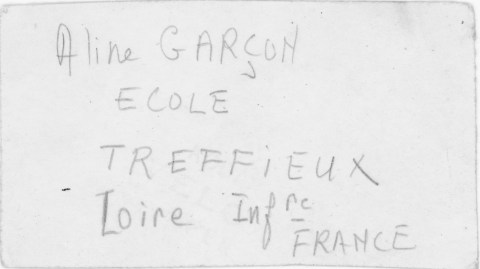 Aline GARÇON
ECOLE
TREFFiEUX
Loire Infre
FRANCE